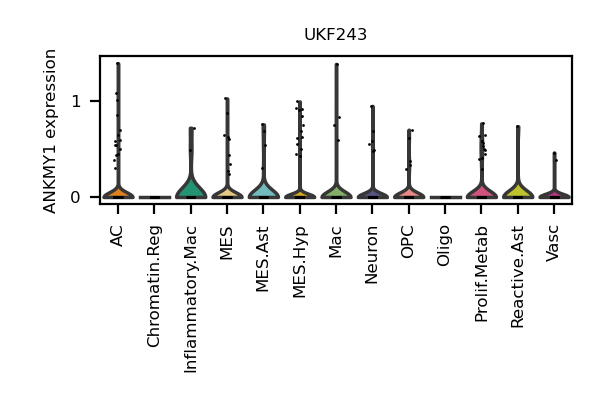 UKF243
ANKMY1 expression
1
0
AC
Chromatin.Reg
Inflammatory.Mac
MES
MES.Ast
MES.Hyp
Mac
Neuron
OPC
Oligo
Prolif.Metab
Reactive.Ast
Vasc